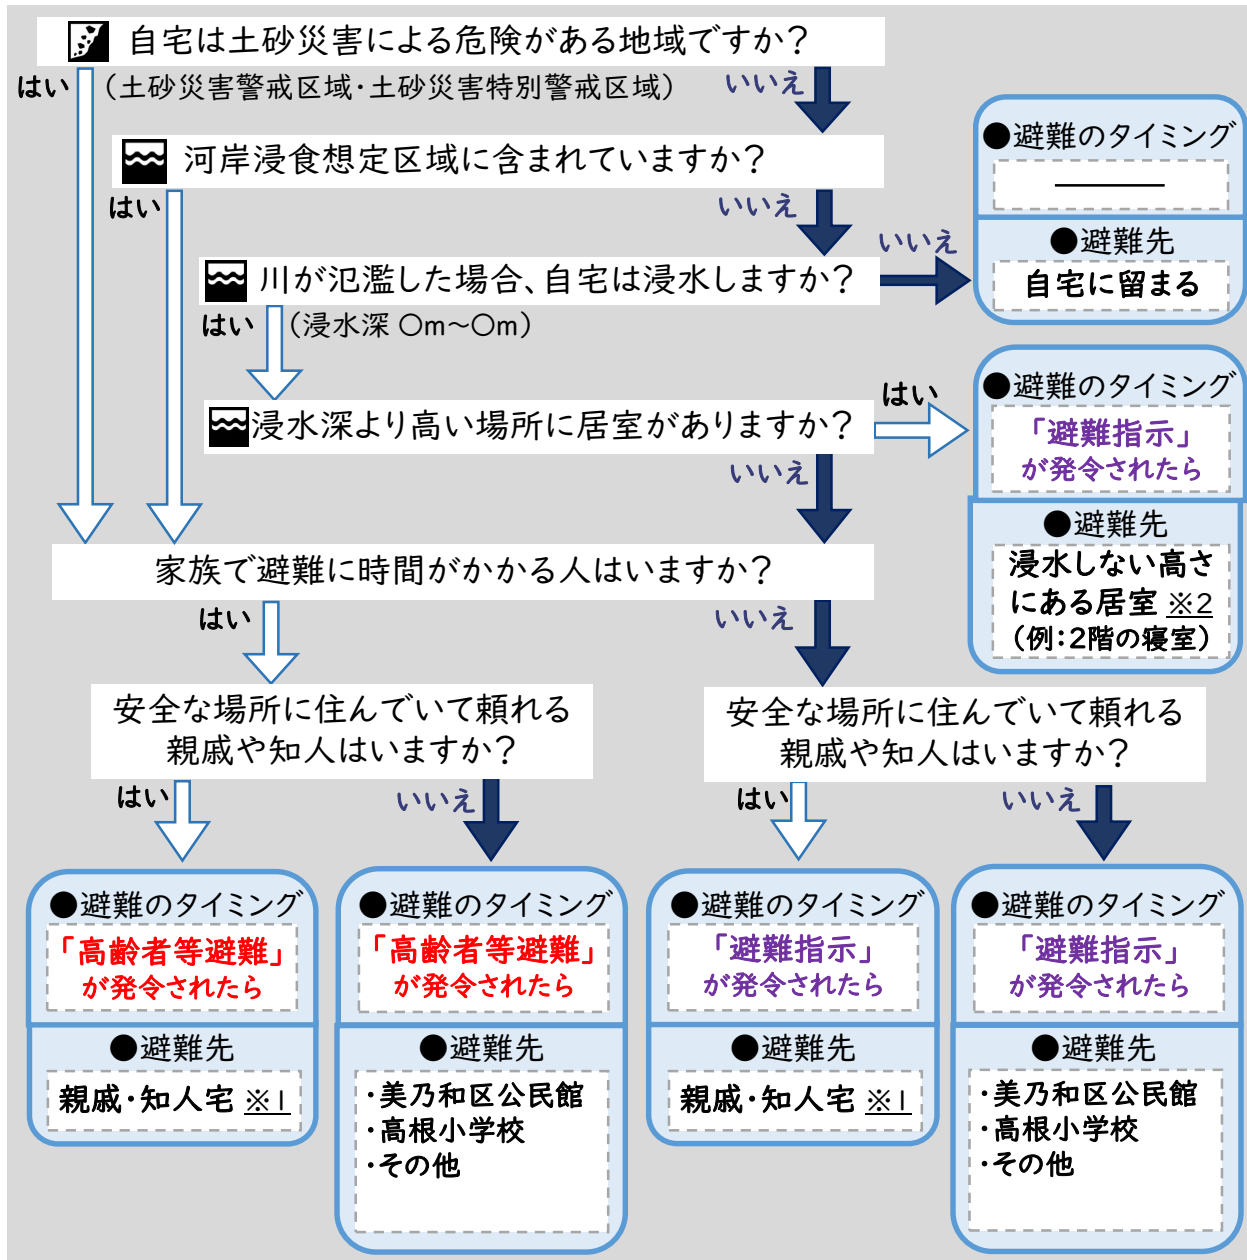 自宅は土砂災害による危険がある地域ですか？
はい
（土砂災害警戒区域・土砂災害特別警戒区域）
いいえ
河岸浸食想定区域に含まれていますか？
はい
いいえ
川が氾濫した場合、自宅は浸水しますか？
いいえ
はい
（浸水深 〇m～〇m）
●避難のタイミング
●避難先
自宅に留まる
浸水深より高い場所に居室がありますか？
はい
いいえ
●避難のタイミング
「避難指示」
が発令されたら
●避難先
浸水しない高さ
にある居室 ※2
（例：2階の寝室）
家族で避難に時間がかかる人はいますか？
はい
いいえ
安全な場所に住んでいて頼れる
親戚や知人はいますか？
はい
いいえ
安全な場所に住んでいて頼れる
親戚や知人はいますか？
はい
いいえ
●避難のタイミング
「高齢者等避難」
が発令されたら
●避難先
親戚・知人宅 ※1
●避難のタイミング
「高齢者等避難」
が発令されたら
●避難先
・美乃和区公民館
・高根小学校
・その他
●避難のタイミング
「避難指示」
が発令されたら
●避難先
親戚・知人宅 ※1
●避難のタイミング
「避難指示」
が発令されたら
●避難先
・美乃和区公民館
・高根小学校
・その他